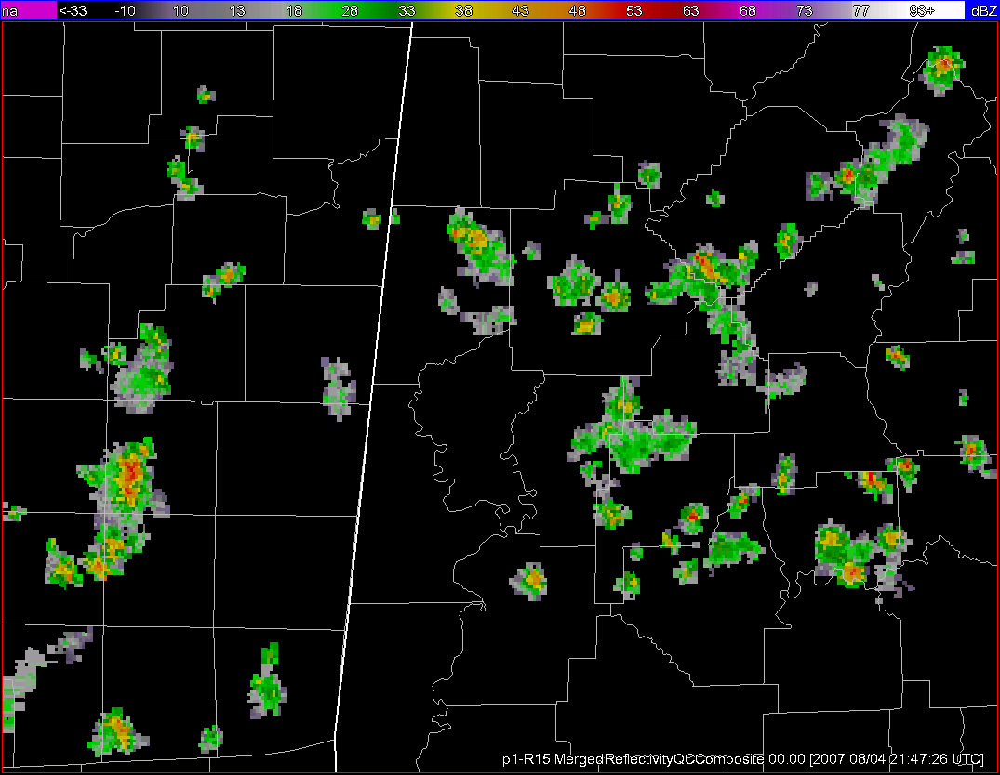 na <-33 -10 10 13 18 28 33 38 43 48 53 63 68 73 77 93+ dBZ
p1-R15 MergedReflectivityQCComposite 00.00 [2007 08/04 21:47:26 UTC]